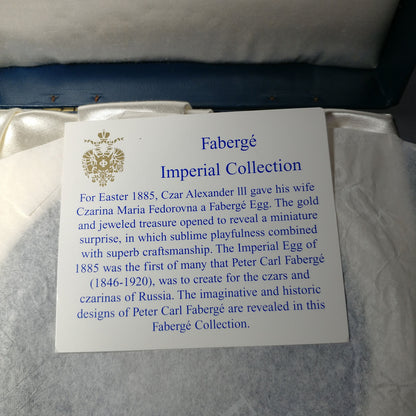 Fabergé
Imperial Collection
For Easter 1885, Czar Alexander lll gave his wife
Czarina Maria Fedorovna a Fabergé Egg. The gold
and jeweled treasure opened to reveal a miniature
surprise, in which sublime playfulness combined
with superb craftsmanship. The Imperial Egg of
1885 was the first of many that Peter Carl Fabergé
(1846-1920), was to create for the czars and
czarinas of Russia. The imaginative and historic
designs of Peter Carl Fabergé are revealed in this
Fabergé Collection.